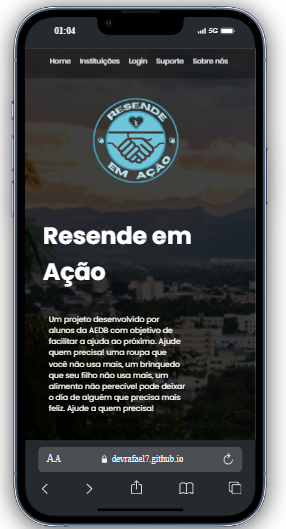 01:04 5G
Home Instituições Login Suporte Sobre nós
RESENDE
EM AÇÃO
Resende em
Ação
Um projeto desenvolvido por
alunos da AEDB com objetivo de
facilitar a ajuda ao próximo. Ajude
quem precisa! uma roupa que
você não usa mais, um brinquedo
que seu filho não usa mais, um
alimento não perecível pode deixar
o dia de alguém que precisa mais
feliz. Ajude a quem precisa!
AA devrafael7.github.io